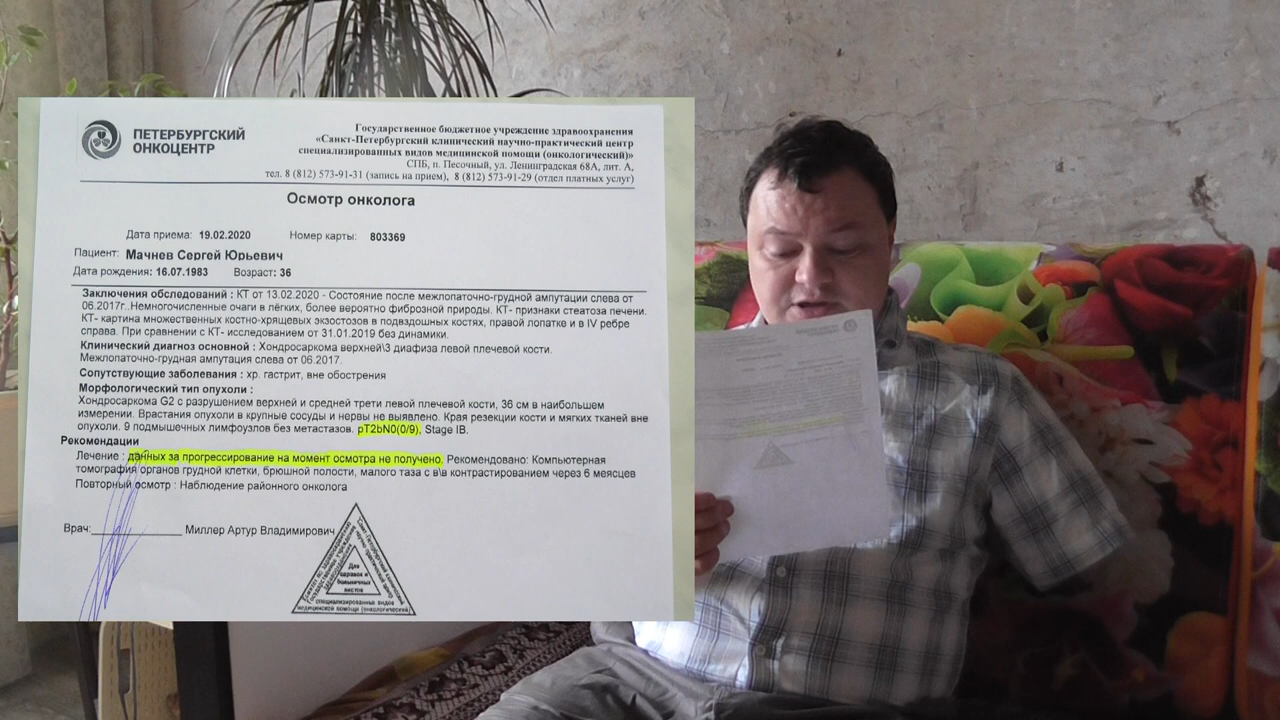 ПЕТЕРБУРГСКИЙ
ОНКОЦЕНТР
Государственное бюджетное учреждение здравоохранения
«Санкт-Петербургский клинический научно-практический центр
специализированных видов медицинской помощи (онкологический)»
СПБ, п. Песочный, ул. Ленинградская 68А, лит. А,
тел. 8 (812) 573-91-31 (запись на прием), 8 (812) 573-91-29 (отдел платных услуг)
Осмотр онколога
Дата приема: 19.02.2020 Номер карты: 803369
Пациент: Мачнев Сергей Юрьевич
Дата рождения: 16.07.1983 Возраст: 36
Заключения обследований : КТ от 13.02.2020 - Состояние после межлопаточно-грудной ампутации слева от
06.2017г..Немногочисленные очаги в лёгких, более вероятно фиброзной природы. КТ- признаки стеатоза печени.
КТ- картина множественных костно-хрящевых экзостозов в подвздошных костях, правой лопатке и в IV ребре
справа. При сравнении с КТ- исследованием от 31.01.2019 без динамики.
Клинический диагноз основной : Хондросаркома верхней\3 диафиза левой плечевой кости.
Межлопаточно-грудная ампутация слева от 06.2017.
Сопутствующие заболевания : хр. гастрит, вне обострения
Морфологический тип опухоли :
Хондросаркома G2 с разрушением верхней и средней трети левой плечевой кости, 36 см в наибольшем
измерении. Врастания опухоли в крупные сосуды и нервы не выявлено. Края резекции кости и мягких тканей вне
опухоли. 9 подмышечных лимфоузлов без метастазов. pT2bN0(0/9), Stage IB.
Рекомендации
Лечение : данных за прогрессирование на момент осмотра не получено. Рекомендовано: Компьютерная
томография органов грудной клетки, брюшной полости, малого таза с в\в контрастированием через 6 меясцев
Повторный осмотр : Наблюдение районного онколога
Врач: Миллер Артур Владимирович
Для
справок и
больничных
листов
специализированных видов
медицинской помощи (онкологический)